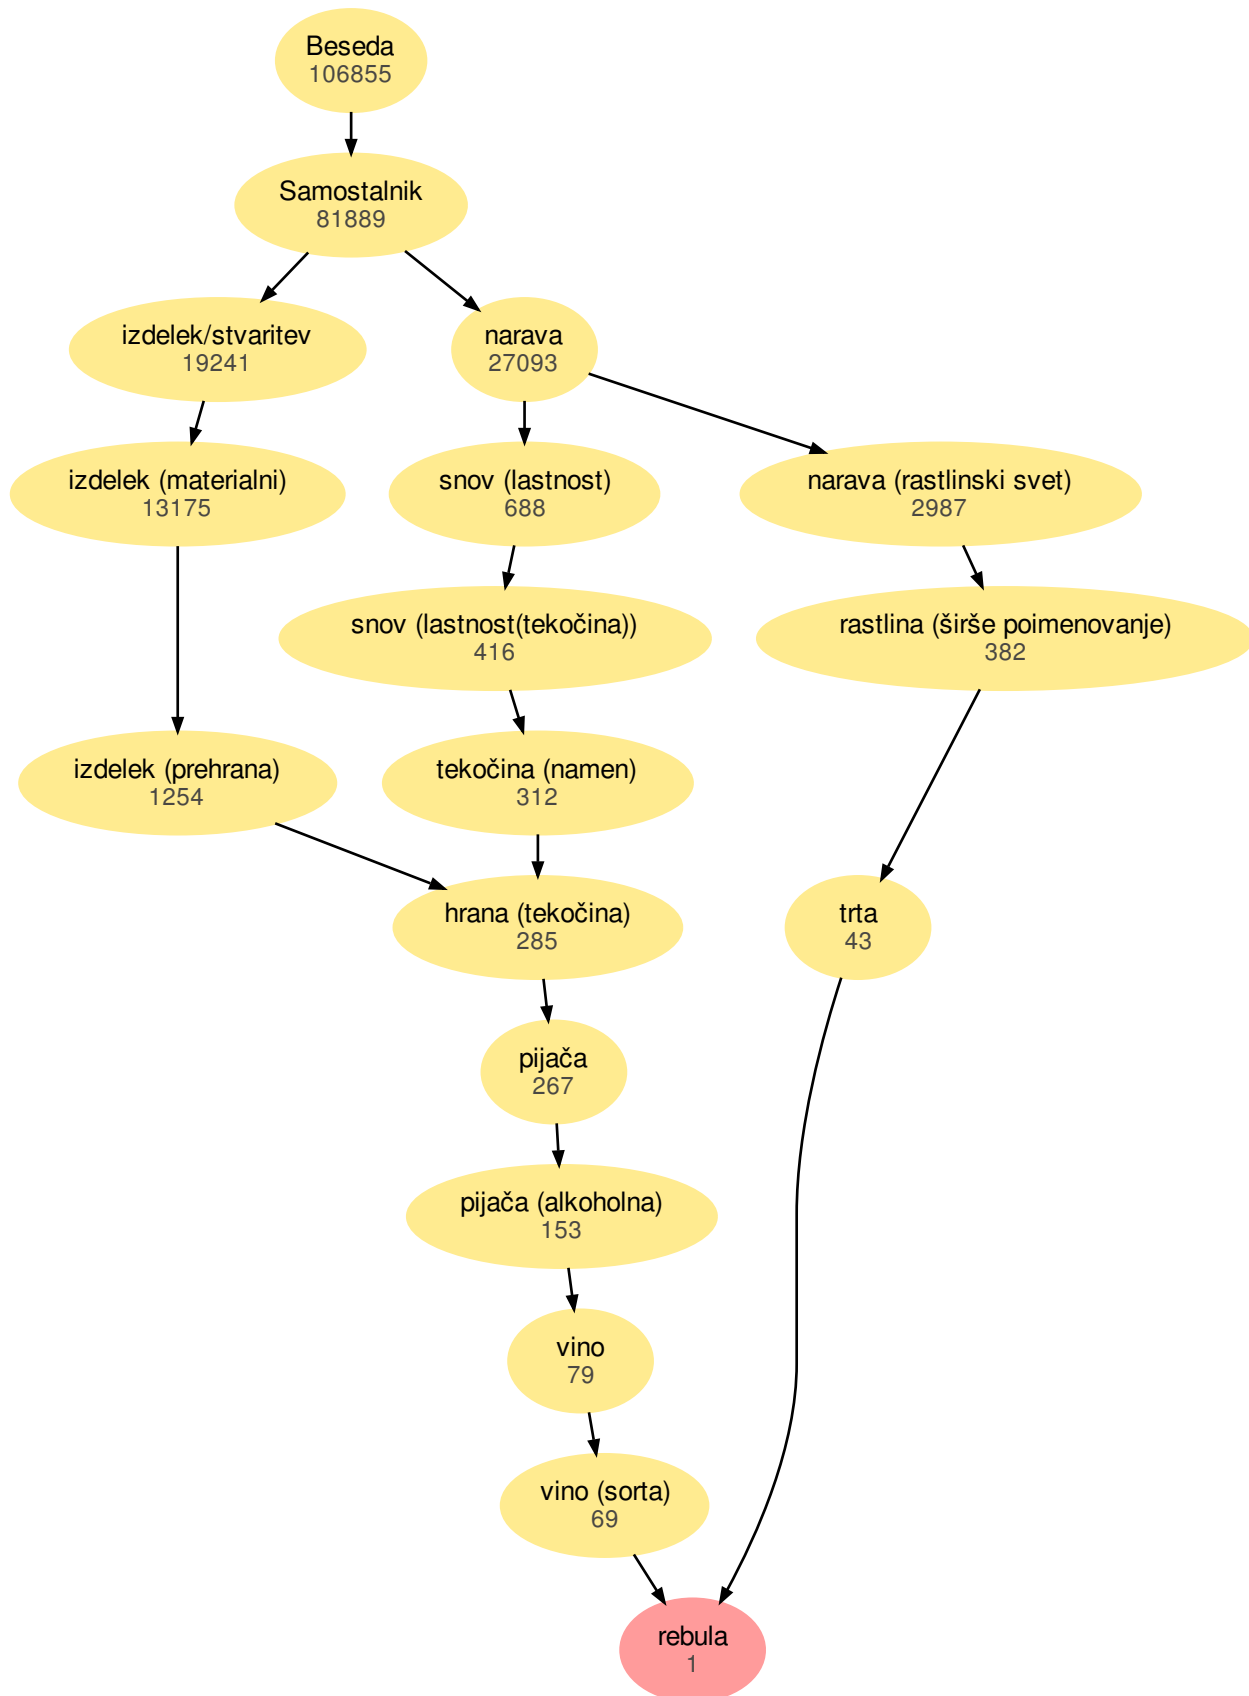 Beseda
106855
Samostalnik
81889
izdelek/stvaritev
19241
narava
27093
izdelek (materialni)
13175
snov (lastnost)
688
narava (rastlinski svet)
2987
snov (lastnost(tekočina))
416
rastlina (širše poimenovanje)
382
izdelek (prehrana)
1254
tekočina (namen)
312
hrana (tekočina)
285
trta
43
pijača
267
pijača (alkoholna)
153
vino
79
vino (sorta)
69
rebula
1